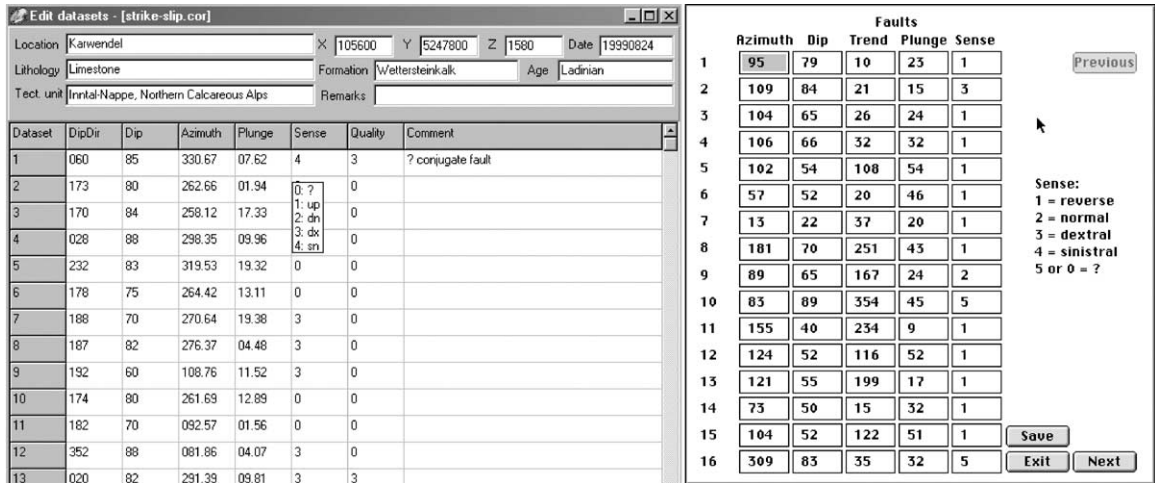 Edit datasets - [strike-slip.cor]
Location Karwendel X 105600 Y 5247800 Z 1580 Date 19990824
Lithology Limestone Formation Wettersteinkalk Age Ladinian
Tect. unit Inntal-Nappe, Northern Calcareous Alps Remarks
Dataset DipDir Dip Azimuth Plunge Sense Quality Comment
1 060 85 330.67 07.62 4 3 ? conjugate fault
2 173 80 262.66 01.94 0
3 170 84 258.12 17.33 0
4 028 88 298.35 09.96 0
0: ?
1: up
2: dn
3: dx
4: sn
5 232 83 319.53 19.32 0 0
6 178 75 264.42 13.11 0 0
7 188 70 270.64 19.38 3 0
8 187 82 276.37 04.48 3 0
9 192 60 108.76 11.52 3 0
10 174 80 261.69 12.89 0 0
11 182 70 092.57 01.56 0 0
12 352 88 081.86 04.07 3 0
13 020 82 291.39 09.81 3 3
Faults
Azimuth Dip Trend Plunge Sense
1 95 79 10 23 1
2 109 84 21 15 3
3 104 65 26 24 1
4 106 66 32 32 1
5 102 54 108 54 1
6 57 52 20 46 1
7 13 22 37 20 1
8 181 70 251 43 1
9 89 65 167 24 2
10 83 89 354 45 5
11 155 40 234 9 1
12 124 52 116 52 1
13 121 55 199 17 1
14 73 50 15 32 1
15 104 52 122 51 1
16 309 83 35 32 5
Previous
Sense:
1 = reverse
2 = normal
3 = dextral
4 = sinistral
5 or 0 = ?
Save
Exit Next